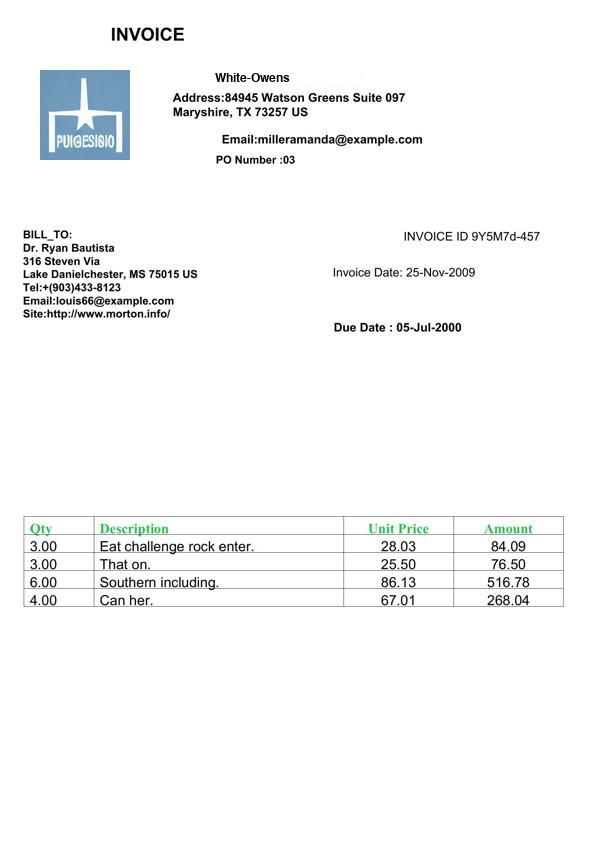 INVOICE
PUIGESISIO
White-Owens
Address:84945 Watson Greens Suite 097
Maryshire, TX 73257 US
Email:milleramanda@example.com
PO Number :03
BILL_TO:
Dr. Ryan Bautista
316 Steven Via
Lake Danielchester, MS 75015 US
Tel:+(903)433-8123
Email:louis66@example.com
Site:http://www.morton.info/
INVOICE ID 9Y5M7d-457
Invoice Date: 25-Nov-2009
Due Date : 05-Jul-2000
Qty Description Unit Price Amount
3.00 Eat challenge rock enter. 28.03 84.09
3.00 That on. 25.50 76.50
6.00 Southern including. 86.13 516.78
4.00 Can her. 67.01 268.04